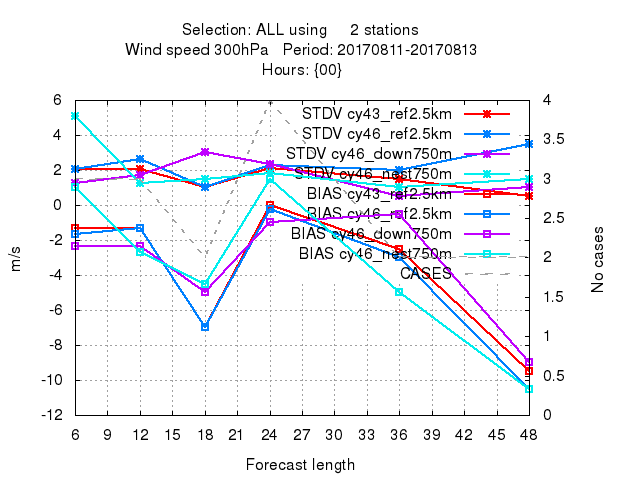 Selection: ALL using 2 stations
Wind speed 300hPa Period: 20170811-20170813
Hours: {00}
STDV cy43_ref2.5km
STDV cy46_ref2.5km
STDV cy46_down750m
STDV cy46_nest750m
BIAS cy43_ref2.5km
BIAS cy46_ref2.5km
BIAS cy46_down750m
BIAS cy46_nest750m
CASES
6
4
2
0
-2
-4
-6
-8
-10
-12
m/s
4
3.5
3
2.5
2
1.5
1
0.5
0
No cases
6 9 12 15 18 21 24 27 30 33 36 39 42 45 48
Forecast length